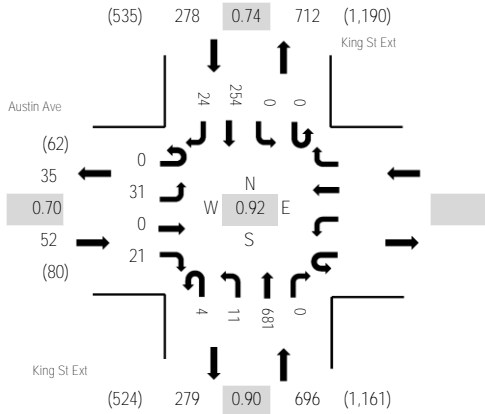 (535) 278 0.74 712 (1,190)
King St Ext
Austin Ave
24 254 0 0
(62)
0
35
31
N
0.70
0
W 0.92 E
52
21
S
(80)
4 11 681 0
King St Ext
(524) 279 0.90 696 (1,161)